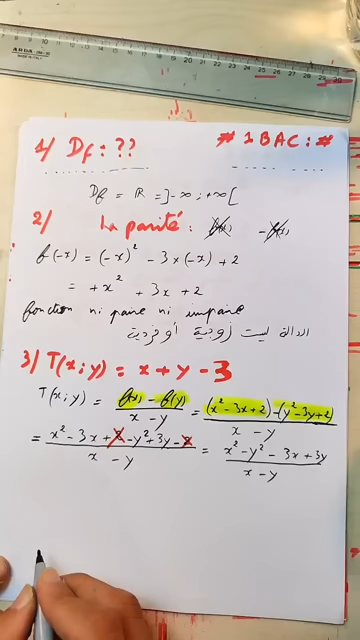 1/ Df : ?? # 1 BAC : #
Df = ℝ = ]-∞ ; +∞[
2/ La parité : f(x) -f(x)
f(-x) = (-x)² - 3×(-x) + 2
= +x² + 3x + 2
fonction ni paire ni impaire
الدالة ليست زوجية أو فردية
3/ T(x;y) = x + y - 3
T(x;y) = (f(x) - f(y))/(x - y) = ((x² - 3x + 2) - (y² - 3y + 2))/(x - y)
= (x² - 3x + 2 - y² + 3y - 2)/(x - y) = (x² - y² - 3x + 3y)/(x - y)